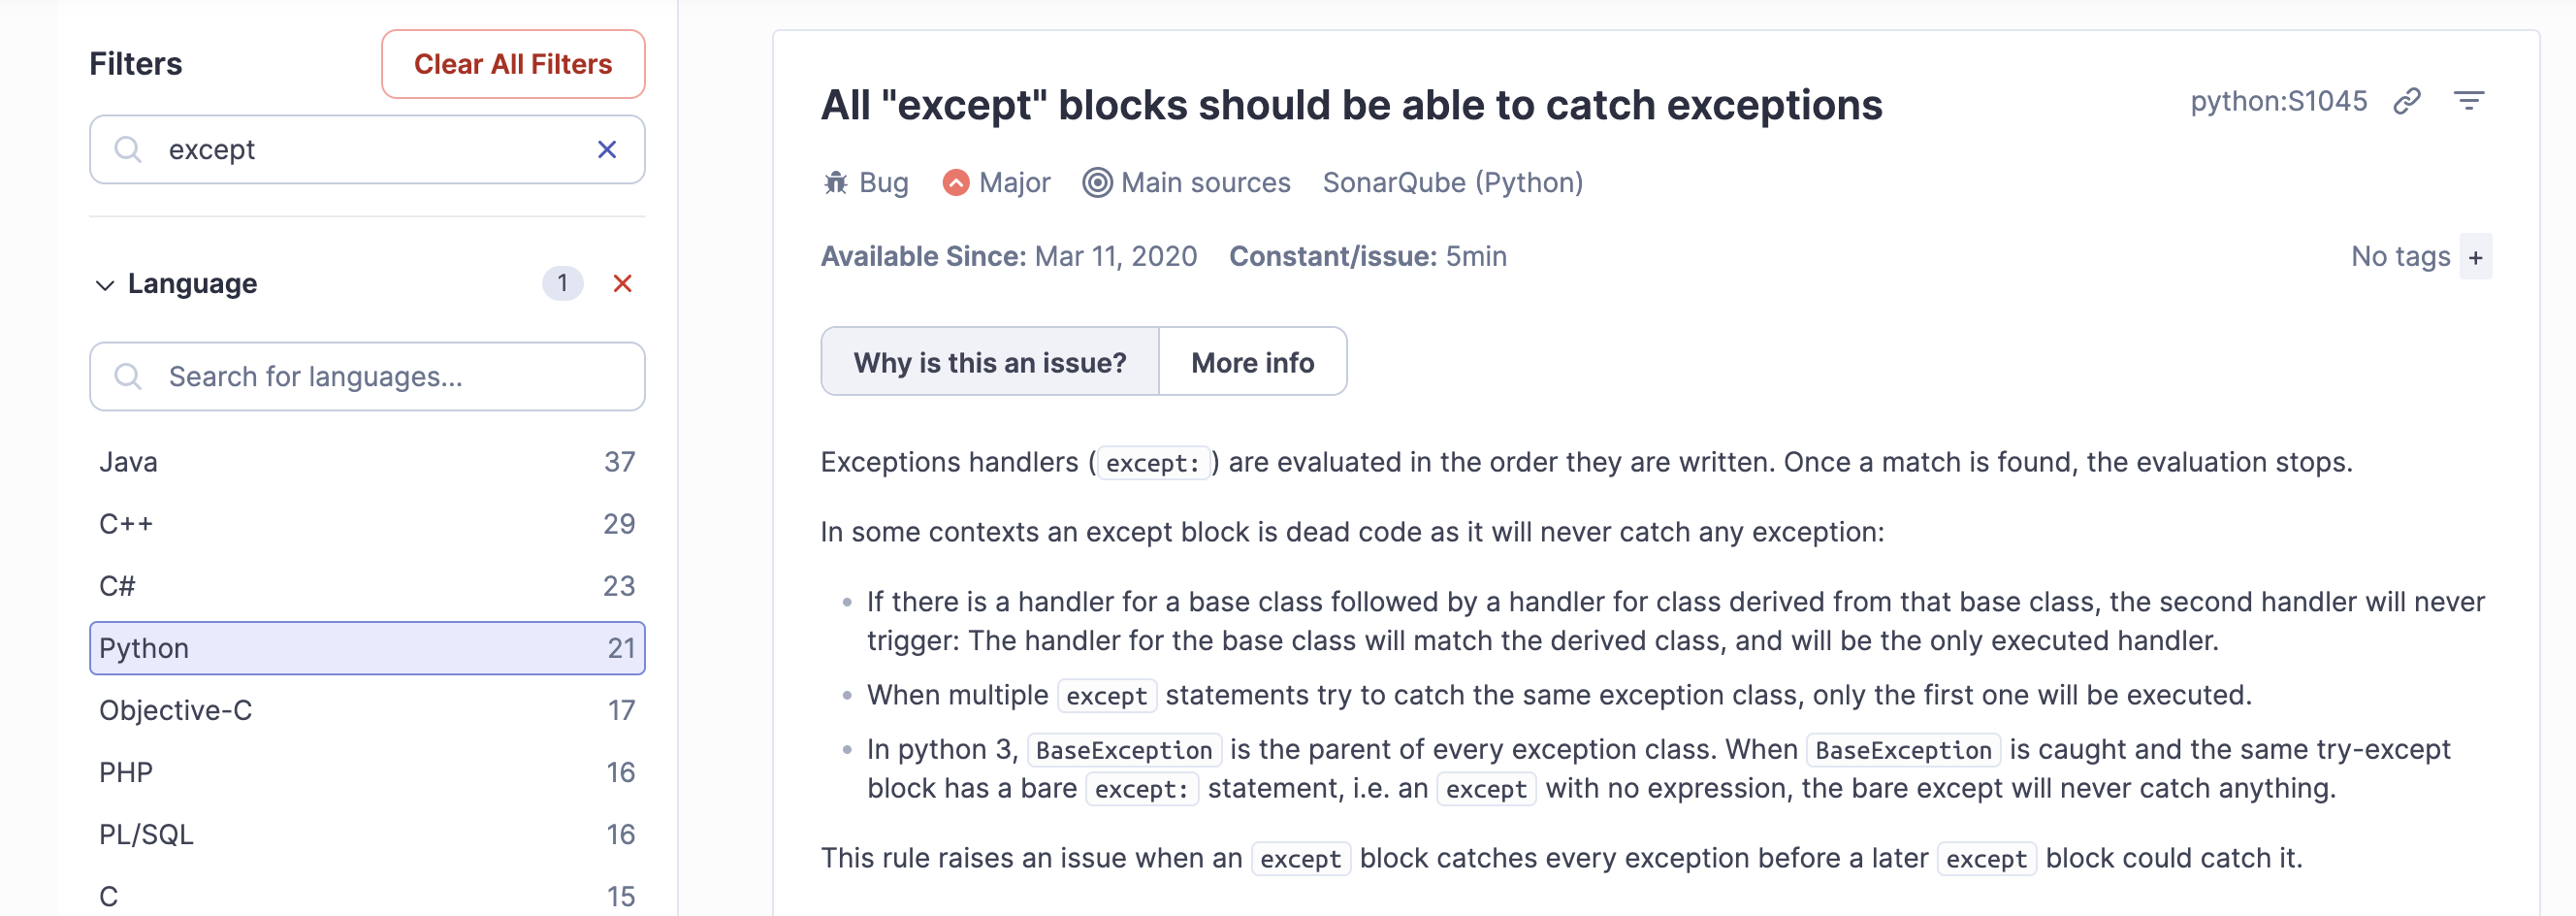 Filters
Clear All Filters
except
Language
1
Search for languages...
Java 37
C++ 29
C# 23
Python 21
Objective-C 17
PHP 16
PL/SQL 16
C 15
All "except" blocks should be able to catch exceptions
python:S1045
Bug Major Main sources SonarQube (Python)
Available Since: Mar 11, 2020 Constant/issue: 5min
No tags +
Why is this an issue? More info
Exceptions handlers (except:) are evaluated in the order they are written. Once a match is found, the evaluation stops.
In some contexts an except block is dead code as it will never catch any exception:
• If there is a handler for a base class followed by a handler for class derived from that base class, the second handler will never
trigger: The handler for the base class will match the derived class, and will be the only executed handler.
• When multiple except statements try to catch the same exception class, only the first one will be executed.
• In python 3, BaseException is the parent of every exception class. When BaseException is caught and the same try-except
block has a bare except: statement, i.e. an except with no expression, the bare except will never catch anything.
This rule raises an issue when an except block catches every exception before a later except block could catch it.